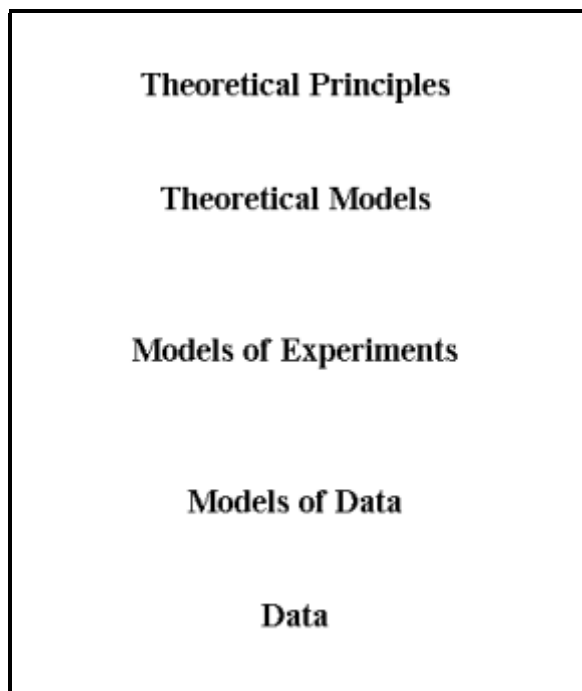 Theoretical Principles
Theoretical Models
Models of Experiments
Models of Data
Data